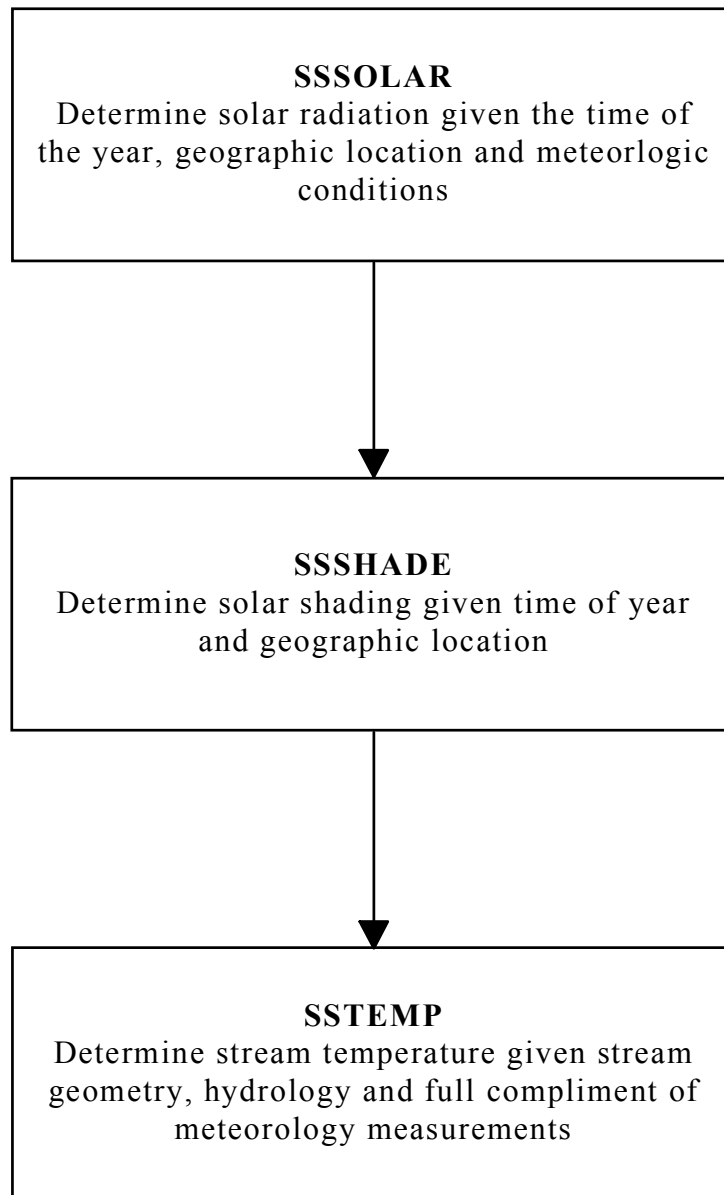 SSSOLAR
Determine solar radiation given the time of
the year, geographic location and meteorlogic
conditions
SSSHADE
Determine solar shading given time of year
and geographic location
SSTEMP
Determine stream temperature given stream
geometry, hydrology and full compliment of
meteorology measurements